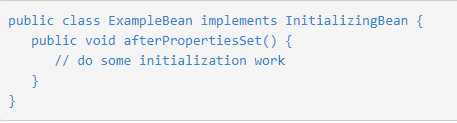 public class ExampleBean implements InitializingBean {
   public void afterPropertiesSet() {
      // do some initialization work
   }
}